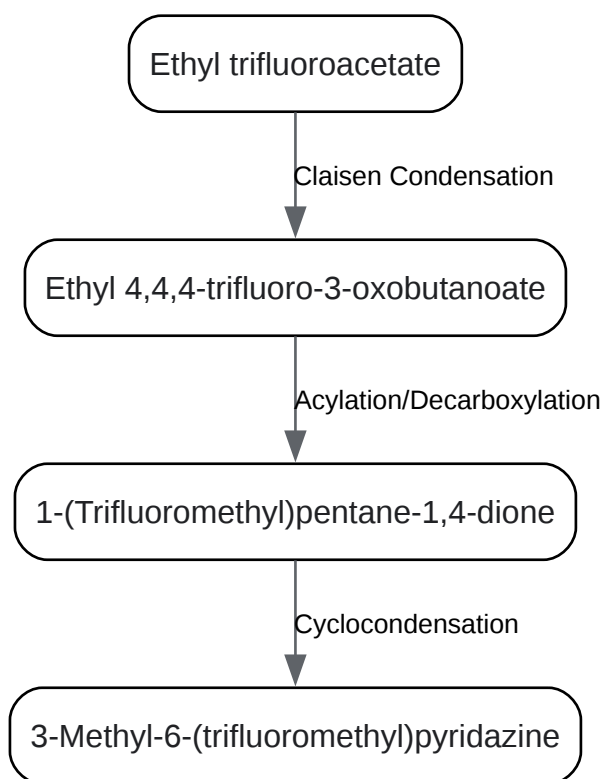 Ethyl trifluoroacetate
Claisen Condensation
Ethyl 4,4,4-trifluoro-3-oxobutanoate
Acylation/Decarboxylation
1-(Trifluoromethyl)pentane-1,4-dione
Cyclocondensation
3-Methyl-6-(trifluoromethyl)pyridazine